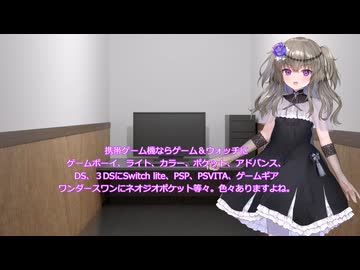 携帯ゲーム機ならゲーム＆ウォッチに
ゲームボーイ、ライト、カラー、ポケット、アドバンス、
DS、３DSにSwitch lite、PSP、PSVITA、ゲームギア
ワンダースワンにネオジオポケット等々。色々ありますよね。